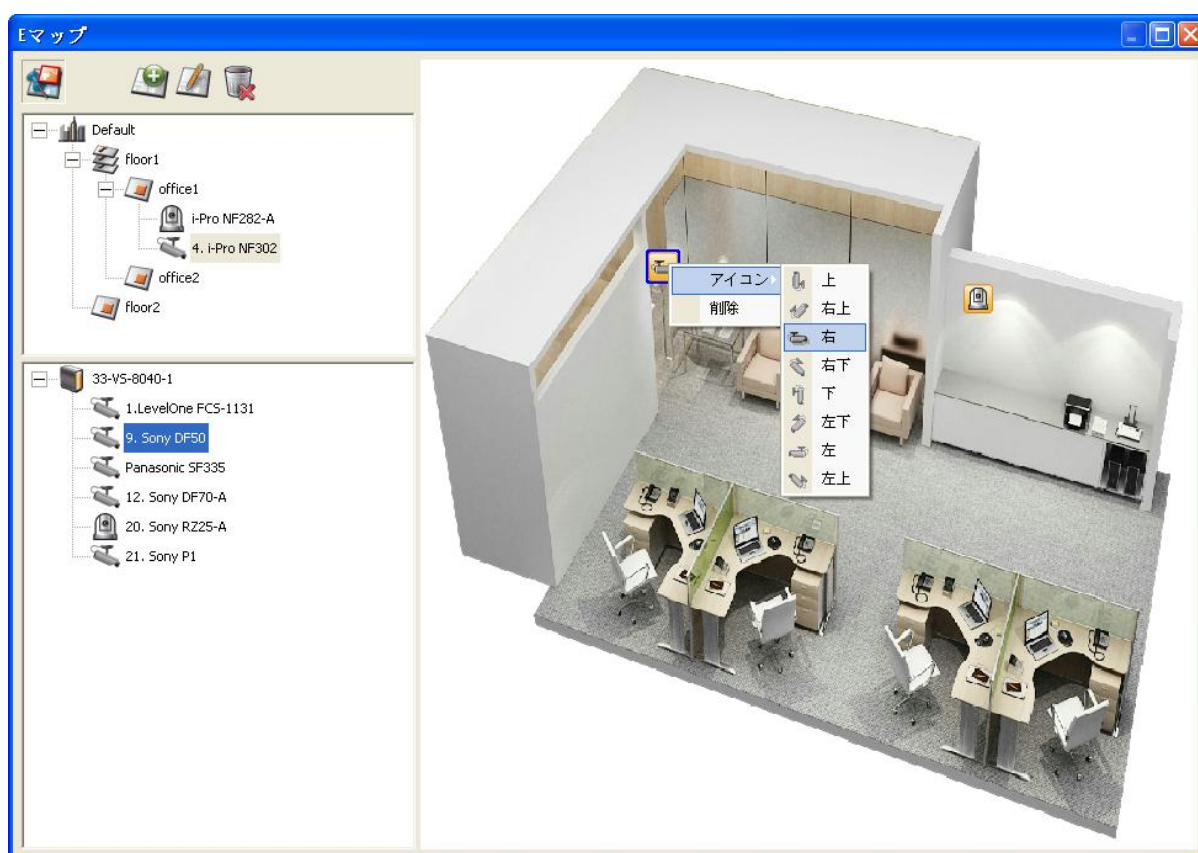 Eマップ
Default
floor1
office1
i-Pro NF282-A
4. i-Pro NF302
office2
floor2
33-VS-8040-1
1.LevelOne FCS-1131
9. Sony DF50
Panasonic SF335
12. Sony DF70-A
20. Sony RZ25-A
21. Sony P1
アイコン
削除
上
右上
右
右下
下
左下
左
左上